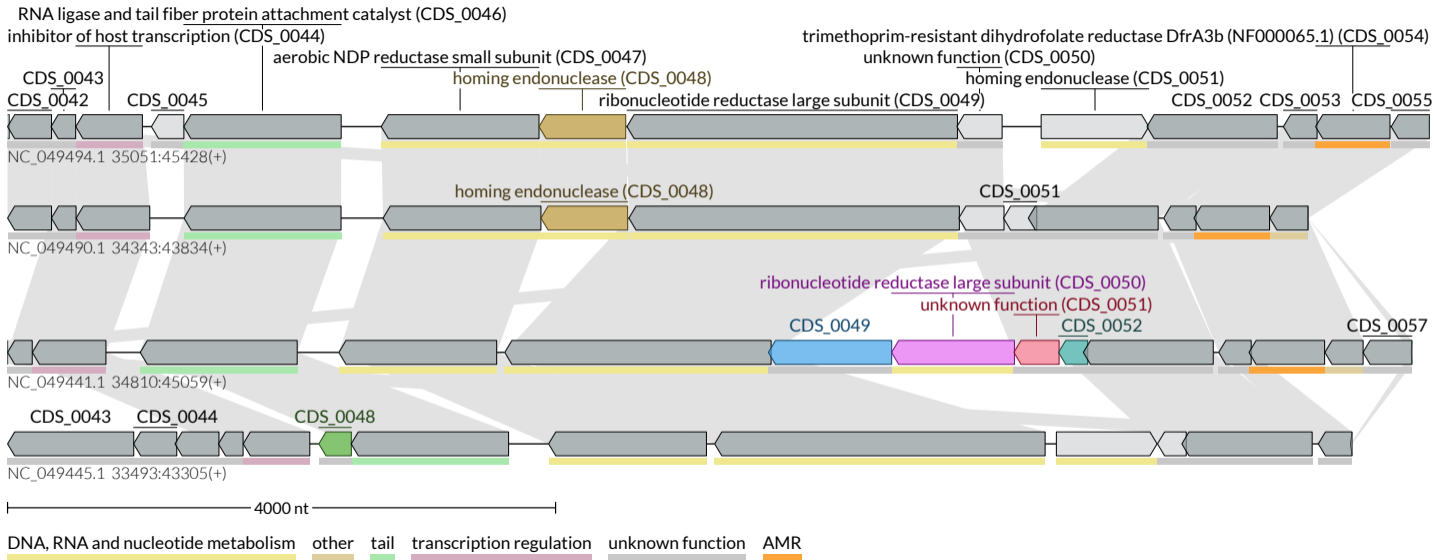 RNA ligase and tail fiber protein attachment catalyst (CDS_0046)
inhibitor of host transcription (CDS_0044)
trimethoprim-resistant dihydrofolate reductase DfrA3b (NF000065.1) (CDS_0054)
aerobic NDP reductase small subunit (CDS_0047)
unknown function (CDS_0050)
CDS_0043
homing endonuclease (CDS_0048)
homing endonuclease (CDS_0051)
CDS_0042
CDS_0045
ribonucleotide reductase large subunit (CDS_0049)
CDS_0052
CDS_0053
CDS_0055
NC_049494.1 35051:45428(+)
homing endonuclease (CDS_0048)
CDS_0051
NC_049490.1 34343:43834(+)
ribonucleotide reductase large subunit (CDS_0050)
unknown function (CDS_0051)
CDS_0049
CDS_0052
CDS_0057
NC_049441.1 34810:45059(+)
CDS_0043
CDS_0044
CDS_0048
NC_049445.1 33493:43305(+)
4000 nt
DNA, RNA and nucleotide metabolism
other
tail
transcription regulation
unknown function
AMR